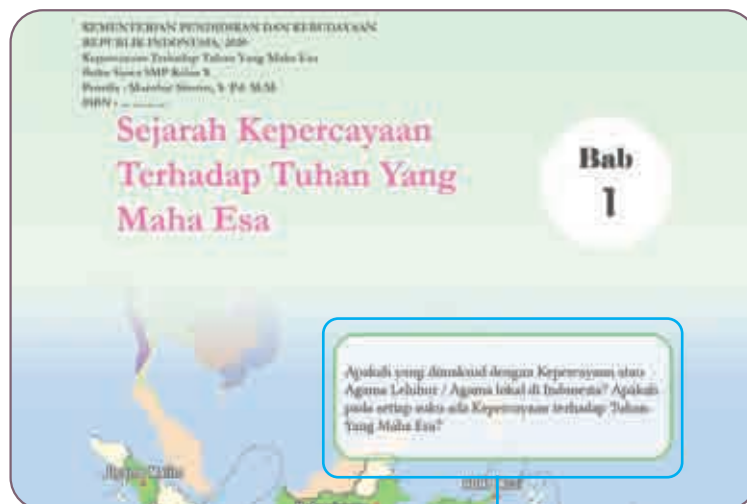 KEMENTERIAN PENDIDIKAN DAN KEBUDAYAAN
REPUBLIK INDONESIA, 2020
Kepercayaan Terhadap Tuhan Yang Maha Esa
Buku Siswa SMP Kelas X
Penulis :
ISBN :
Sejarah Kepercayaan
Terhadap Tuhan Yang
Maha Esa
Bab
1
Apakah yang dimaksud dengan Kepercayaan atau
Agama Leluhur / Agama lokal di Indonesia? Apakah
pada setiap suku ada Kepercayaan terhadap Tuhan
Yang Maha Esa?